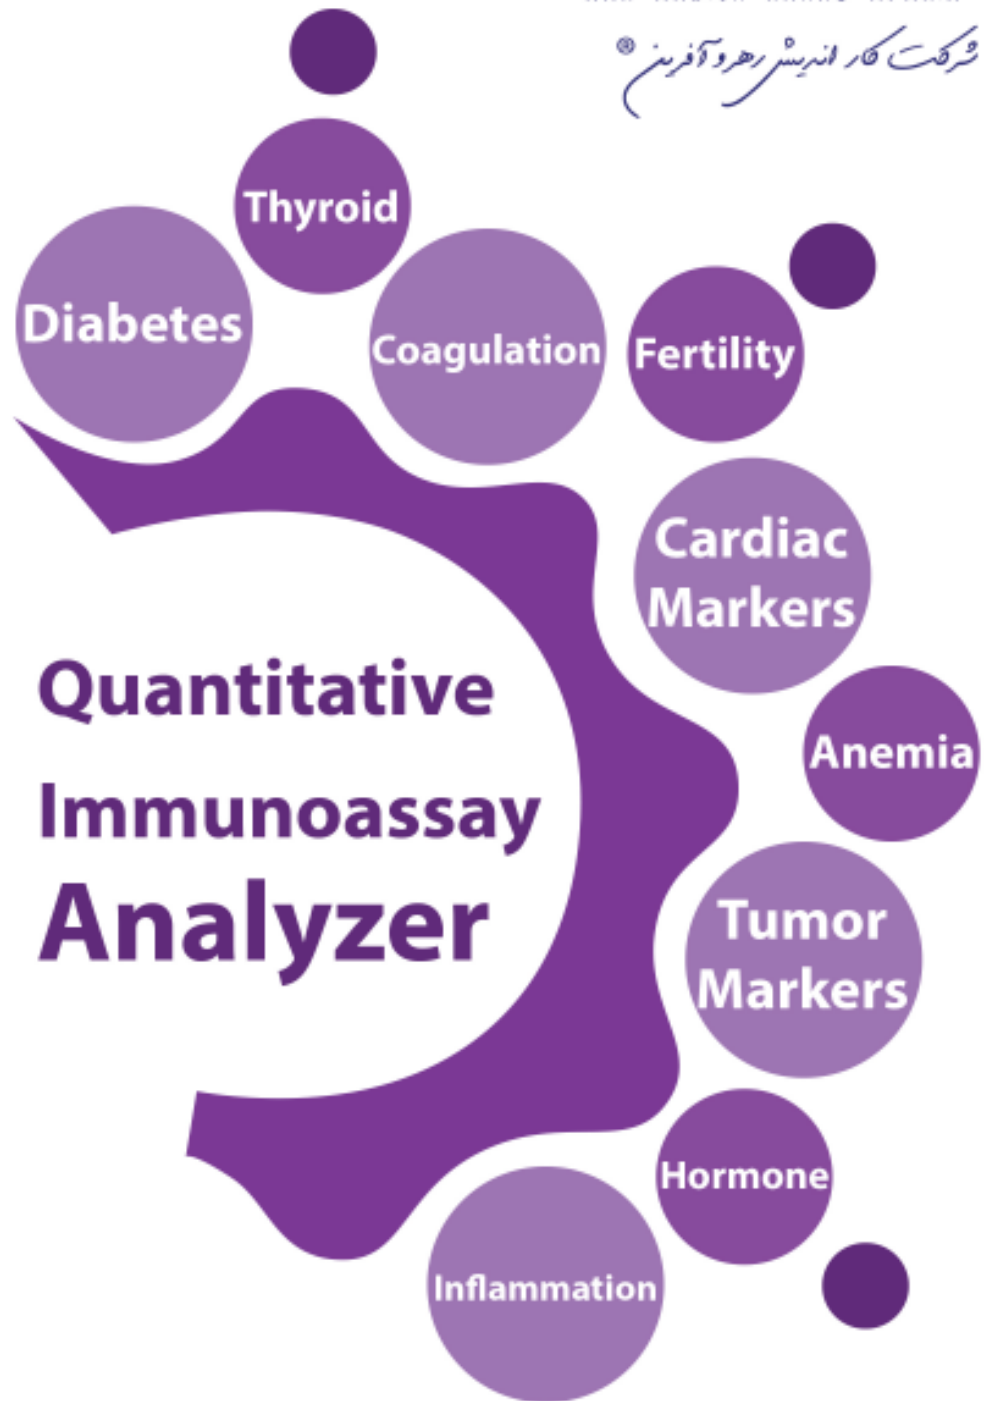 شرکت کار اندیش رهرو آفرین ®
Thyroid
Diabetes
Coagulation
Fertility
Cardiac
Markers
Anemia
Quantitative
Immunoassay
Analyzer
Tumor
Markers
Hormone
Inflammation